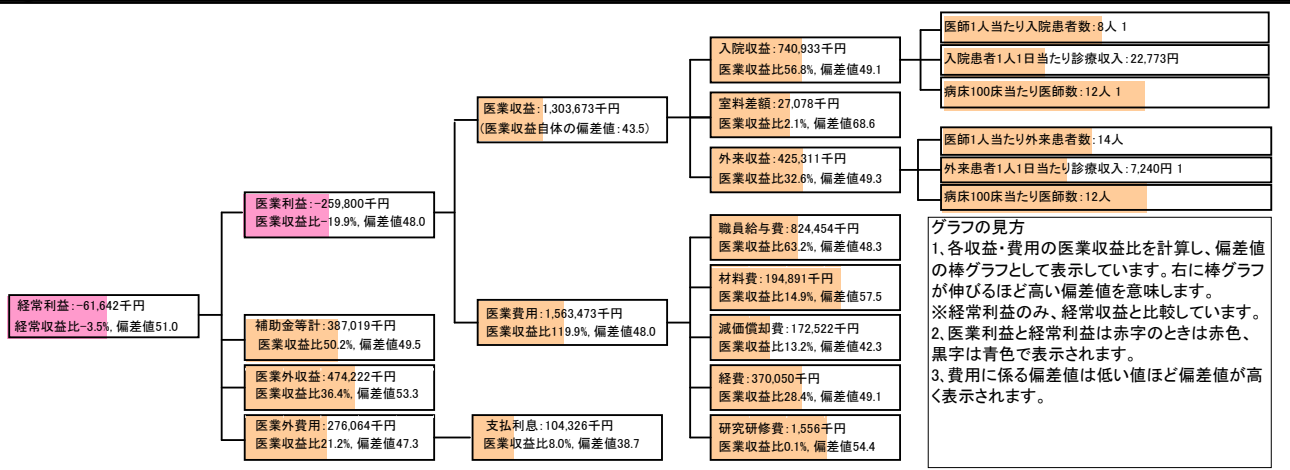 経常利益:-61,642千円
経常収益比-3.5%, 偏差値51.0
医業利益:-259,800千円
医業収益比-19.9%, 偏差値48.0
補助金等計:387,019千円
医業収益比50.2%, 偏差値49.5
医業外収益:474,222千円
医業収益比36.4%, 偏差値53.3
医業外費用:276,064千円
医業収益比21.2%, 偏差値47.3
医業収益:1,303,673千円
(医業収益自体の偏差値:43.5)
医業費用:1,563,473千円
医業収益比119.9%, 偏差値48.0
支払利息:104,326千円
医業収益比8.0%, 偏差値38.7
入院収益:740,933千円
医業収益比56.8%, 偏差値49.1
室料差額:27,078千円
医業収益比2.1%, 偏差値68.6
外来収益:425,311千円
医業収益比32.6%, 偏差値49.3
職員給与費:824,454千円
医業収益比63.2%, 偏差値48.3
材料費:194,891千円
医業収益比14.9%, 偏差値57.5
減価償却費:172,522千円
医業収益比13.2%, 偏差値42.3
経費:370,050千円
医業収益比28.4%, 偏差値49.1
研究研修費:1,556千円
医業収益比0.1%, 偏差値54.4
医師1人当たり入院患者数:8人 1
入院患者1人1日当たり診療収入:22,773円
病床100床当たり医師数:12人 1
医師1人当たり外来患者数:14人
外来患者1人1日当たり診療収入:7,240円 1
病床100床当たり医師数:12人
グラフの見方
1、各収益・費用の医業収益比を計算し、偏差値
の棒グラフとして表示しています。右に棒グラフ
が伸びるほど高い偏差値を意味します。
※経常利益のみ、経常収益と比較しています。
2、医業利益と経常利益は赤字のときは赤色、
黒字は青色で表示されます。
3、費用に係る偏差値は低い値ほど偏差値が高
く表示されます。